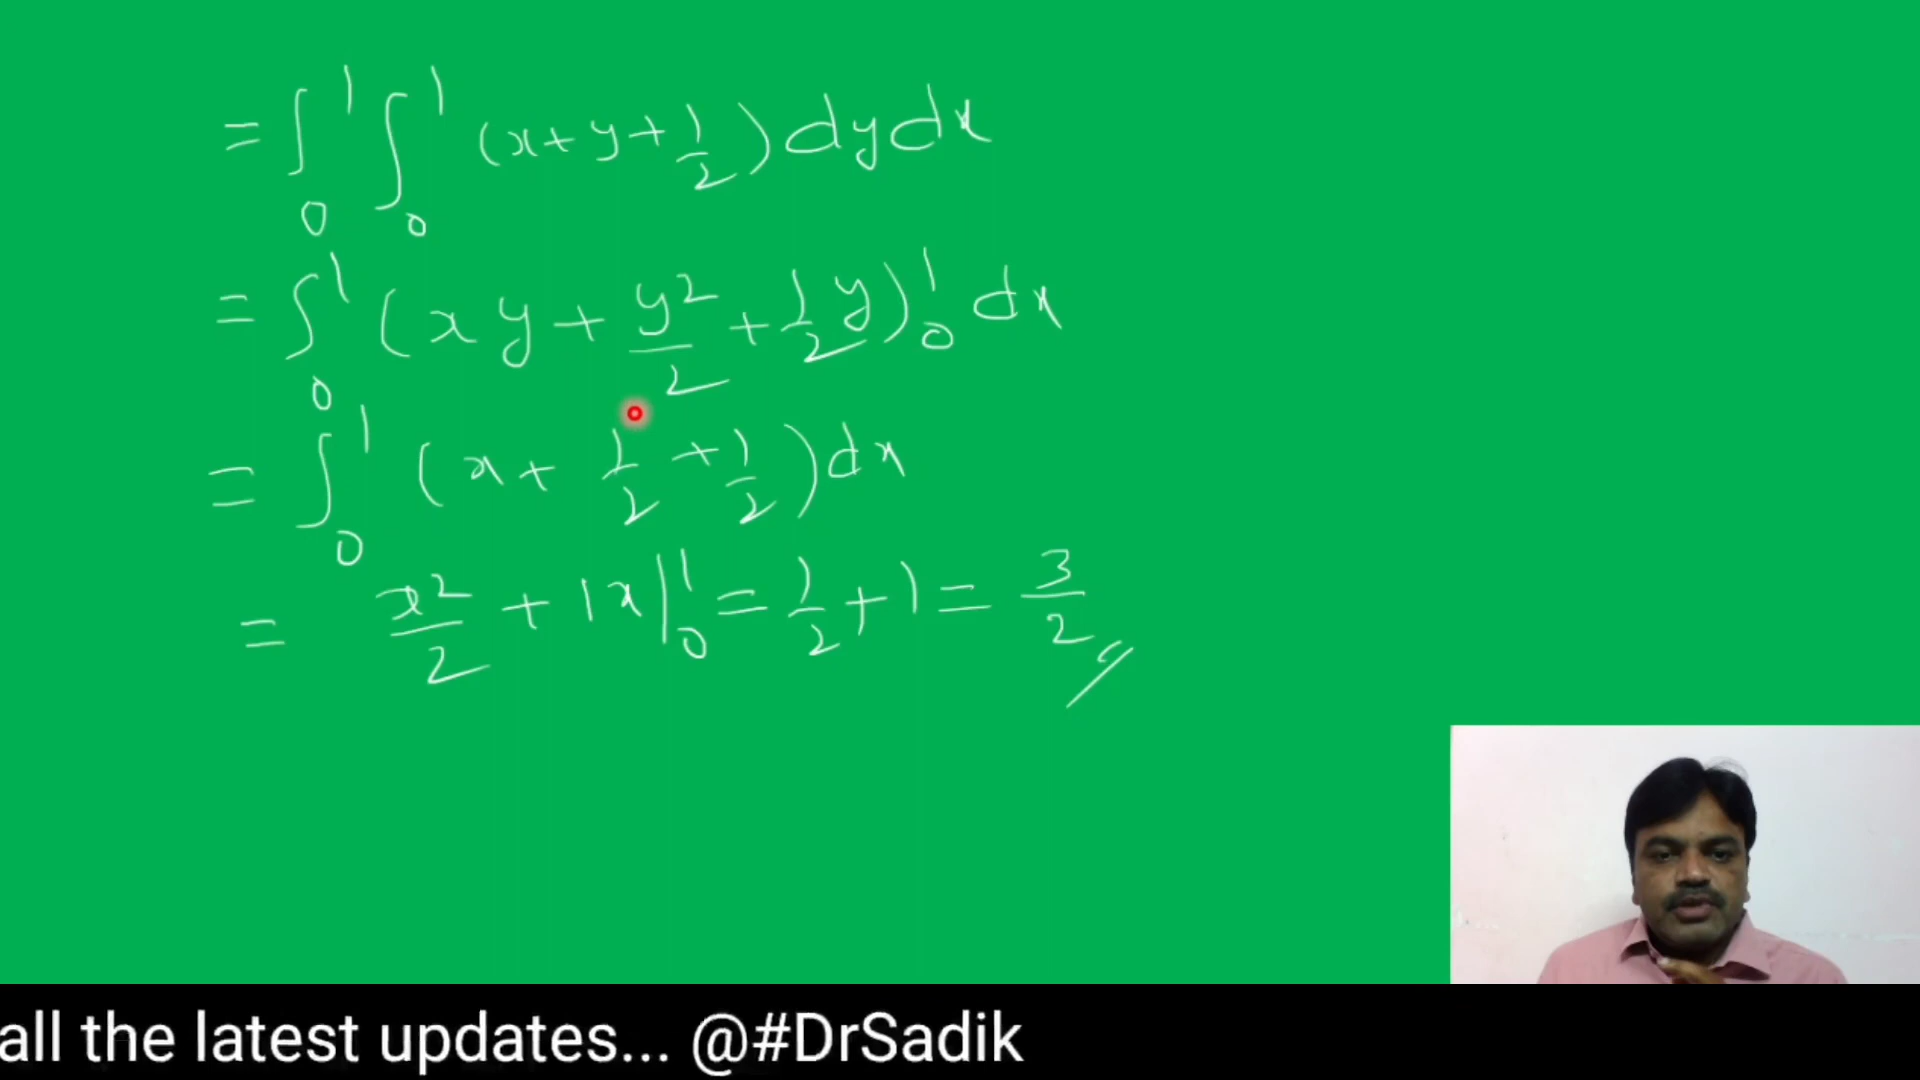 = ∫₀¹ ∫₀¹ (x+y+1/2) dy dx
= ∫₀¹ (xy + y²/2 + 1/2 y)₀¹ dx
= ∫₀¹ (x + 1/2 + 1/2) dx
= x²/2 + 1x |₀¹ = 1/2 + 1 = 3/2
all the latest updates... @#DrSadik